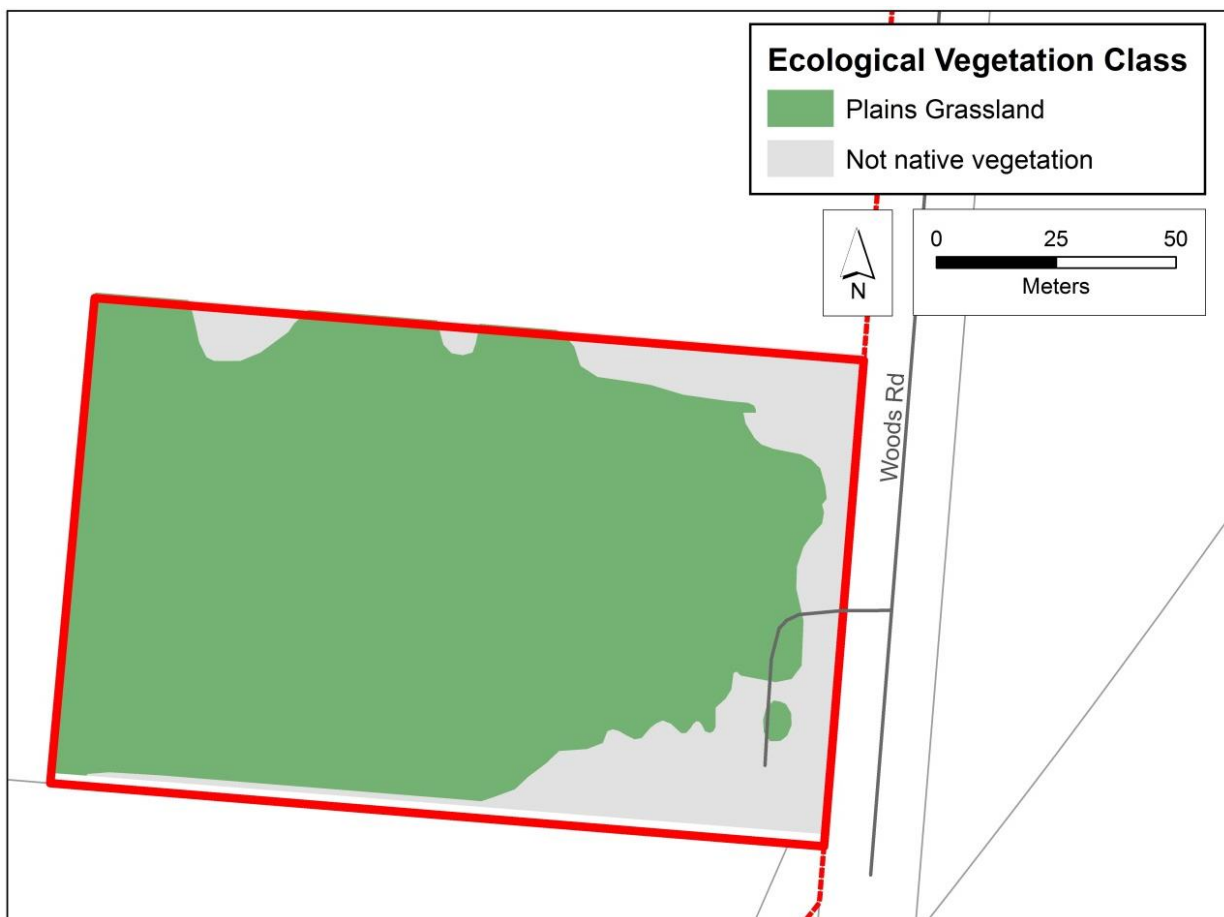 Ecological Vegetation Class
Plains Grassland
Not native vegetation
N
0 25 50
Meters
Woods Rd